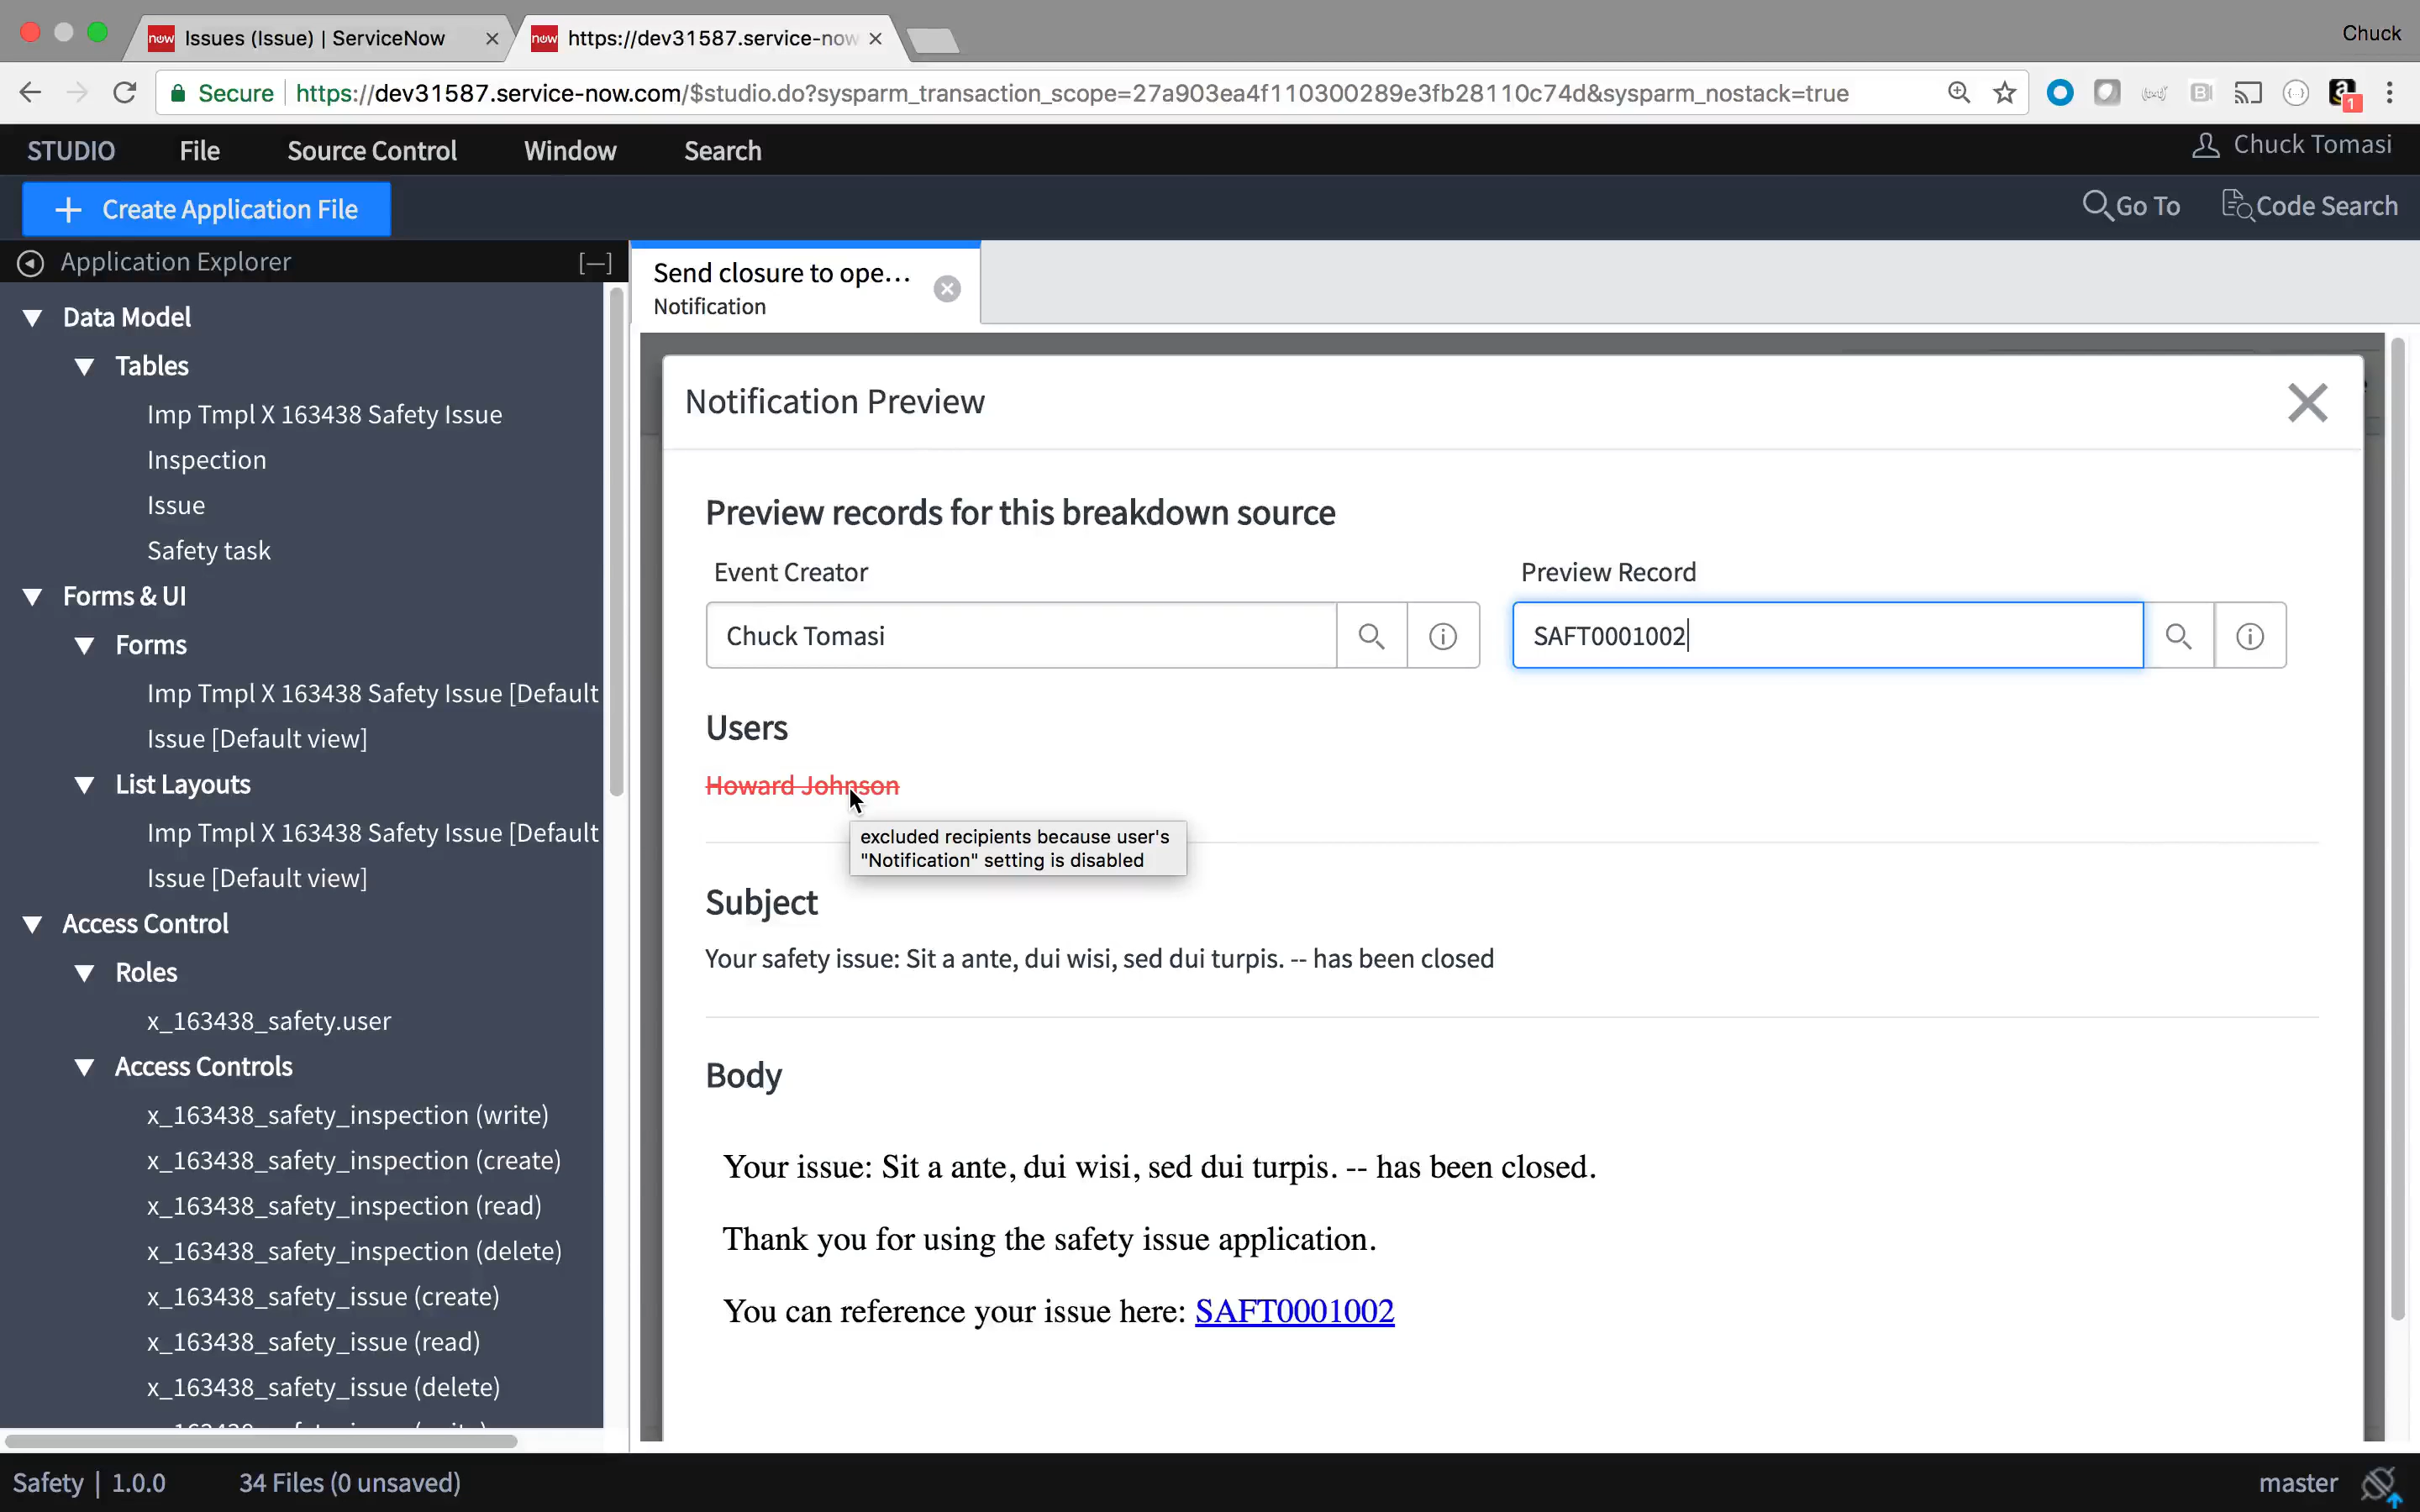 Issues (Issue) | ServiceNow
https://dev31587.service-now
Chuck
Secure
https://dev31587.service-now.com/$studio.do?sysparm_transaction_scope=27a903ea4f110300289e3fb28110c74d&sysparm_nostack=true
1
STUDIO
File
Source Control
Window
Search
Chuck Tomasi
+ Create Application File
Go To
Code Search
Application Explorer
[—]
Data Model
Tables
Imp Tmpl X 163438 Safety Issue
Inspection
Issue
Safety task
Forms & UI
Forms
Imp Tmpl X 163438 Safety Issue [Default
Issue [Default view]
List Layouts
Imp Tmpl X 163438 Safety Issue [Default
Issue [Default view]
Access Control
Roles
x_163438_safety.user
Access Controls
x_163438_safety_inspection (write)
x_163438_safety_inspection (create)
x_163438_safety_inspection (read)
x_163438_safety_inspection (delete)
x_163438_safety_issue (create)
x_163438_safety_issue (read)
x_163438_safety_issue (delete)
Send closure to ope...
Notification
Notification Preview
Preview records for this breakdown source
Event Creator
Preview Record
Chuck Tomasi
SAFT0001002
Users
Howard Johnson
excluded recipients because user's
"Notification" setting is disabled
Subject
Your safety issue: Sit a ante, dui wisi, sed dui turpis. -- has been closed
Body
Your issue: Sit a ante, dui wisi, sed dui turpis. -- has been closed.
Thank you for using the safety issue application.
You can reference your issue here: SAFT0001002
Safety | 1.0.0
34 Files (0 unsaved)
master